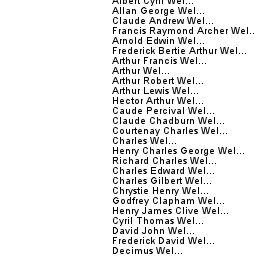 Albert Cyril Wel...
Allan George Wel...
Claude Andrew Wel...
Francis Raymond Archer Wel..
Arnold Edwin Wel...
Frederick Bertie Arthur Wel...
Arthur Francis Wel...
Arthur Wel...
Arthur Robert Wel...
Arthur Lewis Wel...
Hector Arthur Wel...
Caude Percival Wel...
Claude Chadburn Wel...
Courtenay Charles Wel...
Charles Wel...
Henry Charles George Wel...
Richard Charles Wel...
Charles Edward Wel...
Charles Gilbert Wel...
Chrystie Henry Wel...
Godfrey Clapham Wel...
Henry James Clive Wel...
Cyril Thomas Wel...
David John Wel...
Frederick David Wel...
Decimus Wel...